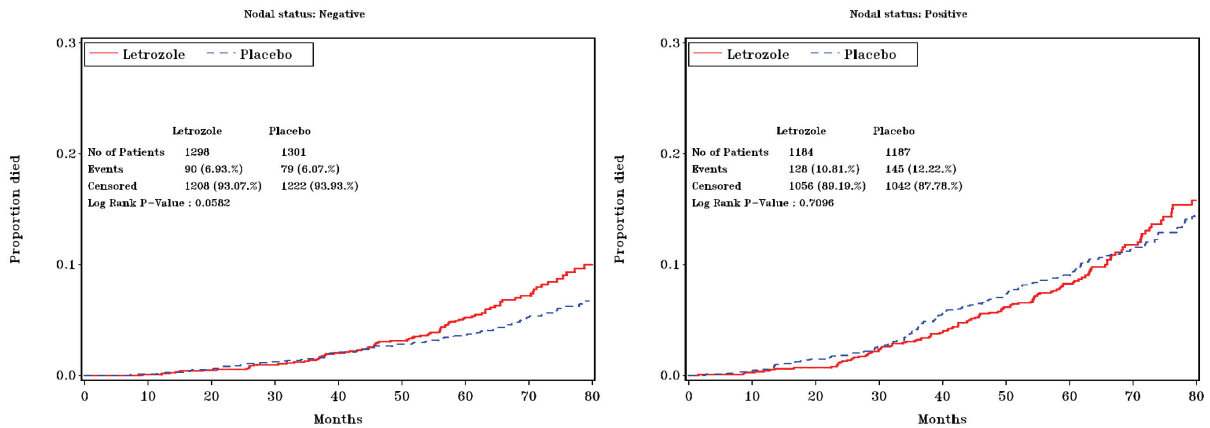 Nodal status: Negative
0.3
Letrozole Placebo
Letrozole Placebo
No of Patients 1298 1301
Events 90 (6.93.%) 79 (6.07.%)
Censored 1208 (93.07.%) 1222 (93.93.%)
Log Rank P-Value : 0.0582
0.2
0.1
0.0
Proportion died
0 10 20 30 40 50 60 70 80
Months
Nodal status: Positive
0.3
Letrozole Placebo
Letrozole Placebo
No of Patients 1184 1187
Events 128 (10.81.%) 145 (12.22.%)
Censored 1056 (89.19.%) 1042 (87.78.%)
Log Rank P-Value : 0.7096
0.2
0.1
0.0
Proportion died
0 10 20 30 40 50 60 70 80
Months